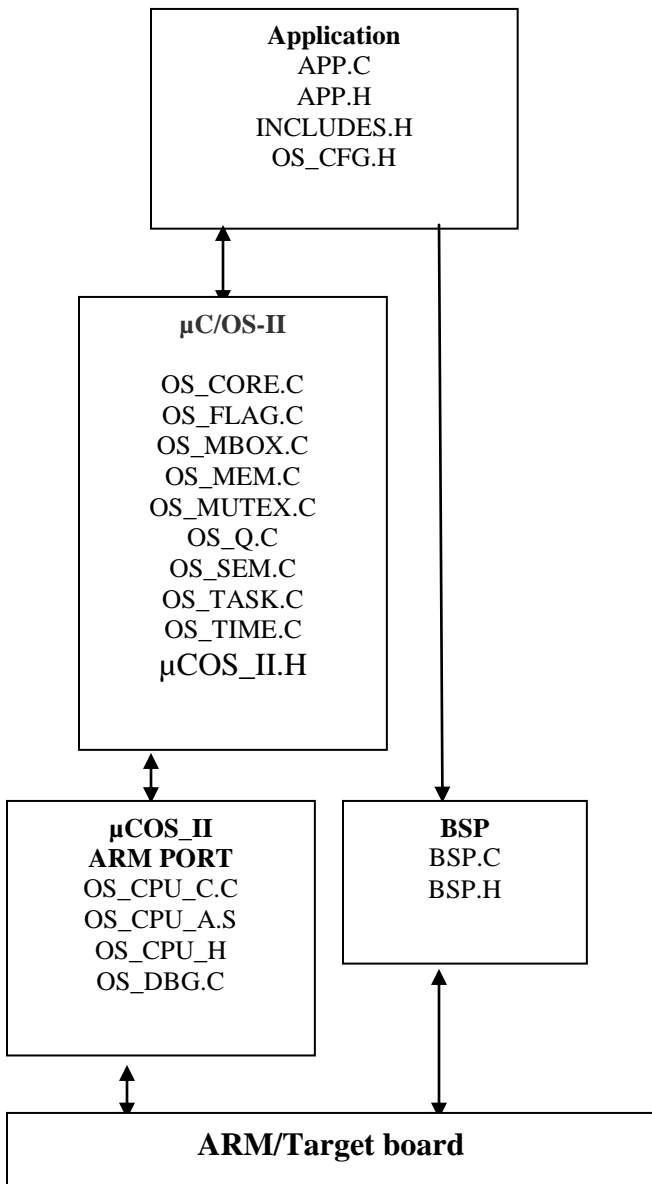 Application
APP.C
APP.H
INCLUDES.H
OS_CFG.H
µC/OS-II
OS_CORE.C
OS_FLAG.C
OS_MBOX.C
OS_MEM.C
OS_MUTEX.C
OS_Q.C
OS_SEM.C
OS_TASK.C
OS_TIME.C
µCOS_II.H
µCOS_II
ARM PORT
OS_CPU_C.C
OS_CPU_A.S
OS_CPU_H
OS_DBG.C
BSP
BSP.C
BSP.H
ARM/Target board